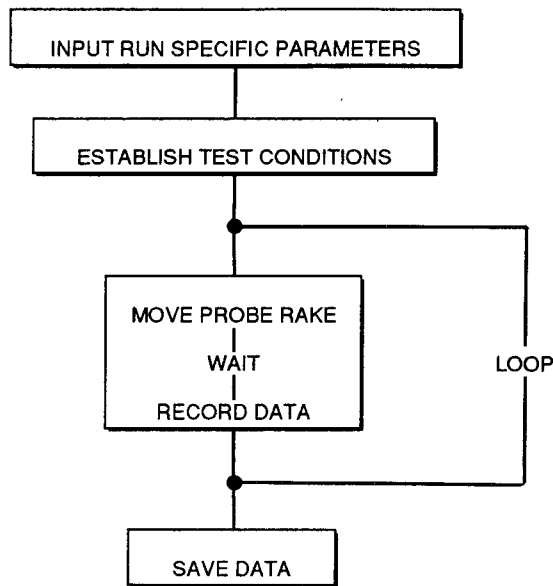 INPUT RUN SPECIFIC PARAMETERS
ESTABLISH TEST CONDITIONS
MOVE PROBE RAKE
WAIT
LOOP
RECORD DATA
SAVE DATA